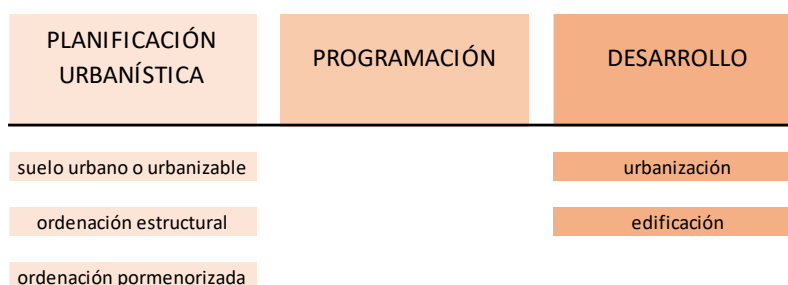 PLANIFICACIÓN
URBANÍSTICA
PROGRAMACIÓN
DESARROLLO
suelo urbano o urbanizable
urbanización
ordenación estructural
edificación
ordenación pormenorizada